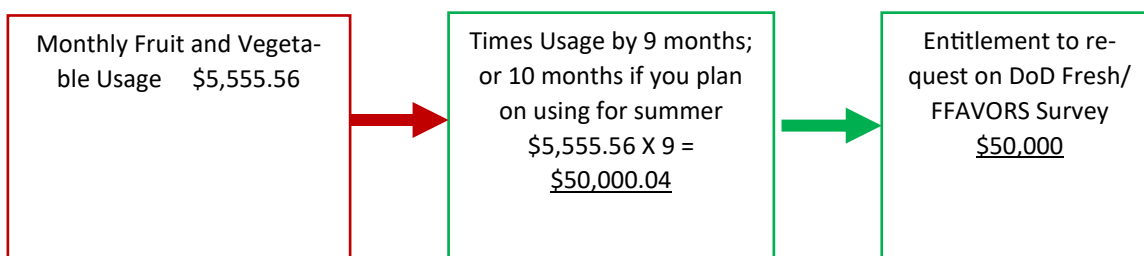 Monthly Fruit and Vegeta-
ble Usage $5,555.56
Times Usage by 9 months;
or 10 months if you plan
on using for summer
$5,555.56 X 9 =
$50,000.04
Entitlement to re-
quest on DoD Fresh/
FFAVORS Survey
$50,000